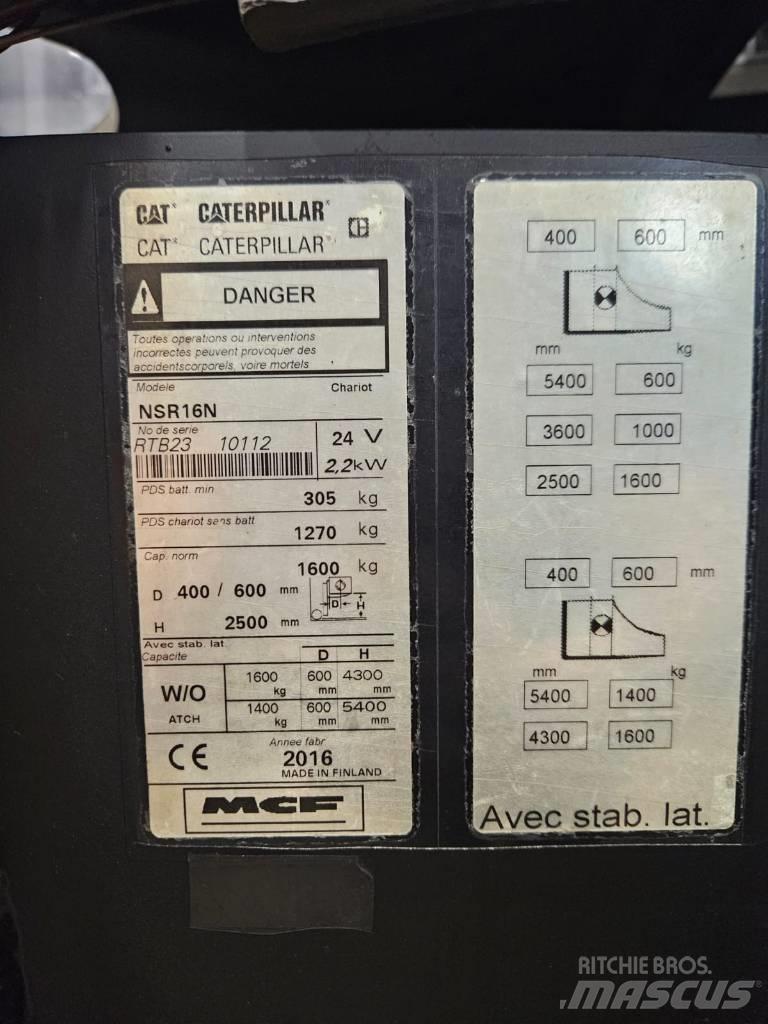 CAT CATERPILLAR
CAT CATERPILLAR
DANGER
Toutes operations ou interventions
incorrectes peuvent provoquer des
accidentscorporels, voire mortels
Modele Chariot
NSR16N
No de serie
RTB23 10112
24 V
2,2kW
PDS batt. min
305 kg
PDS chariot sans batt
1270 kg
Cap. norm
1600 kg
D 400 / 600 mm
D H
H 2500 mm
Avec stab. lat.
Capacite D H
W/O
ATCH
1600 kg 600 mm 4300 mm
1400 kg 600 mm 5400 mm
CE
Annee fabr
2016
MADE IN FINLAND
MCF
400 600 mm
mm kg
5400 600
3600 1000
2500 1600
400 600 mm
mm kg
5400 1400
4300 1600
Avec stab. lat.
RITCHIE BROS.
MASCUS